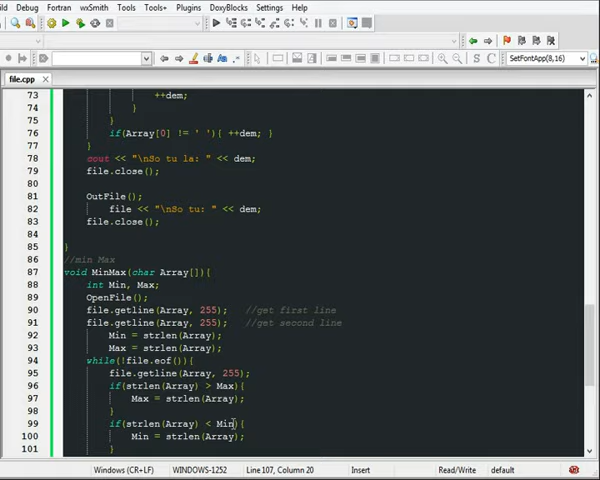 ild Debug Fortran wxSmith Tools Tools+ Plugins DoxyBlocks Settings Help
SetFontApp(8,16)
file.cpp
73 ++dem;
74 }
75 }
76 if(Array[0] != ' '){ ++dem; }
77 }
78 cout << "\nSo tu la: " << dem;
79 file.close();
80
81 OutFile();
82 file << "\nSo tu: " << dem;
83 file.close();
84
85 }
86 //min Max
87 void MinMax(char Array[]){
88 int Min, Max;
89 OpenFile();
90 file.getline(Array, 255); //get first line
91 file.getline(Array, 255); //get second line
92 Min = strlen(Array);
93 Max = strlen(Array);
94 while(!file.eof()){
95 file.getline(Array, 255);
96 if(strlen(Array) > Max){
97 Max = strlen(Array);
98 }
99 if(strlen(Array) < Min){
100 Min = strlen(Array);
101 }
Windows (CR+LF) WINDOWS-1252 Line 107, Column 20 Insert Read/Write default